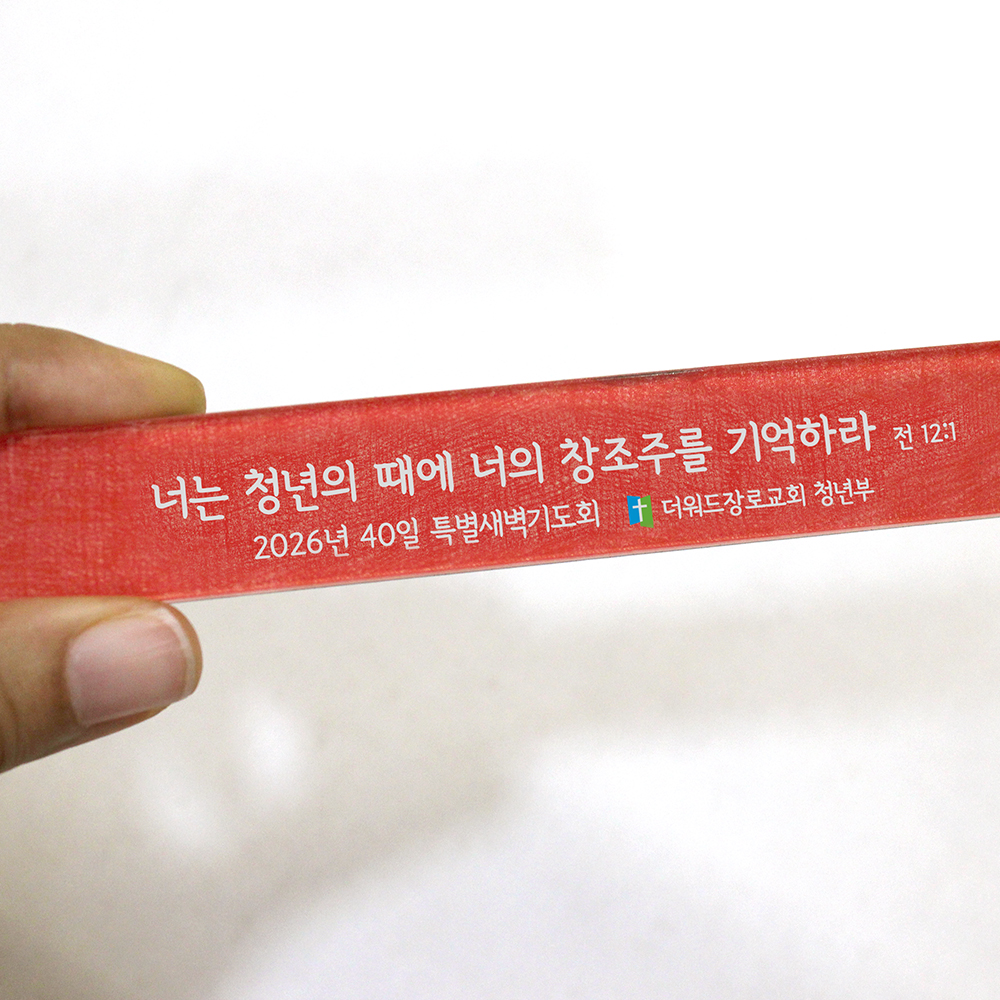 너는 청년의 때에 너의 창조주를 기억하라 전 12:1
2026년 40일 특별새벽기도회 더워드장로교회 청년부